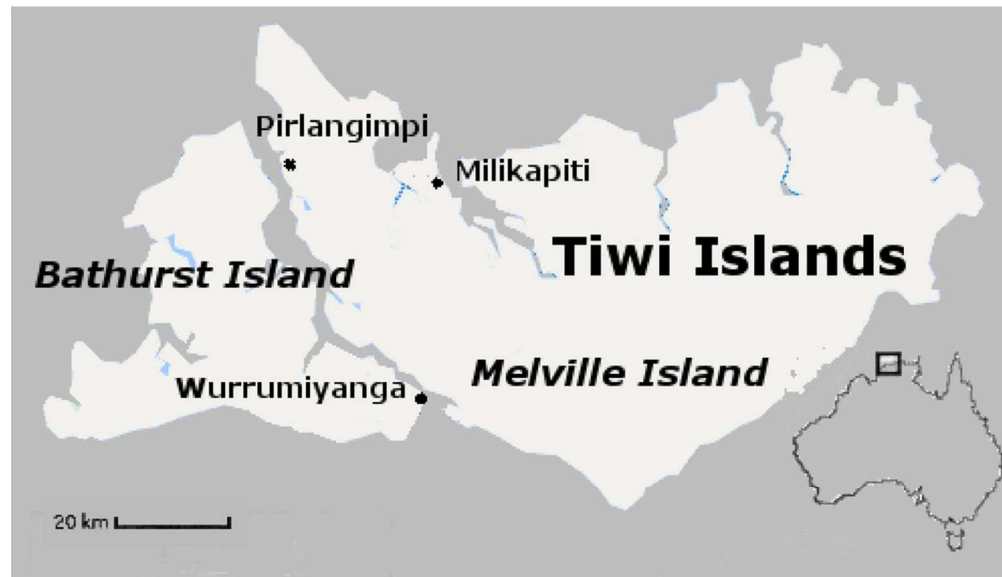 Pirlangimpi
Milikapiti
Tiwi Islands
Bathurst Island
Melville Island
Wurrumiyanga
20 km